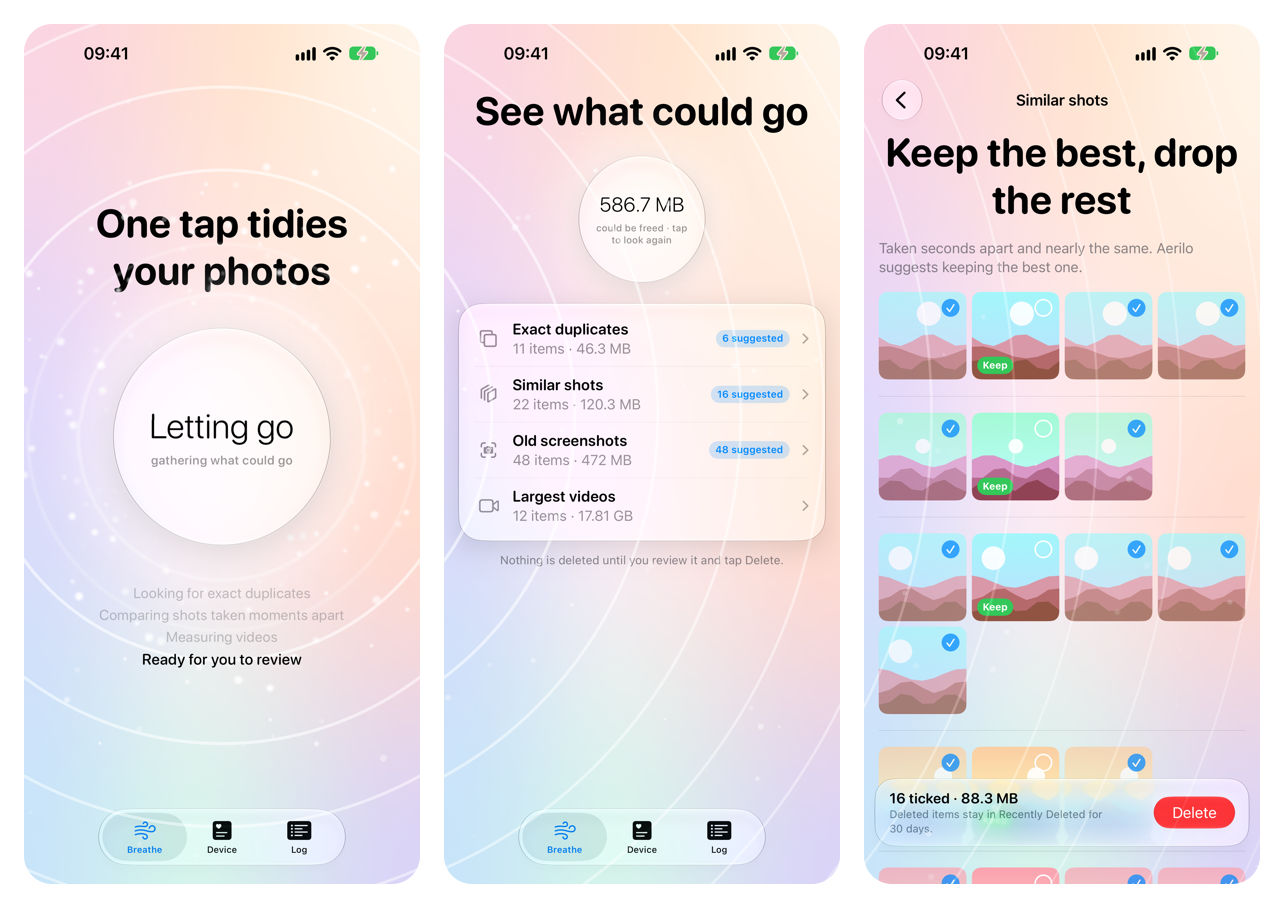 09:41
One tap tidies
your photos
Letting go
gathering what could go
Looking for exact duplicates
Comparing shots taken moments apart
Measuring videos
Ready for you to review
Breathe
Device
Log
09:41
See what could go
586.7 MB
could be freed · tap
to look again
Exact duplicates
11 items · 46.3 MB
6 suggested
Similar shots
22 items · 120.3 MB
16 suggested
Old screenshots
48 items · 472 MB
48 suggested
Largest videos
12 items · 17.81 GB
Nothing is deleted until you review it and tap Delete.
Breathe
Device
Log
09:41
Similar shots
Keep the best, drop
the rest
Taken seconds apart and nearly the same. Aerilo
suggests keeping the best one.
Keep
Keep
Keep
16 ticked · 88.3 MB
Deleted items stay in Recently Deleted for
30 days.
Delete